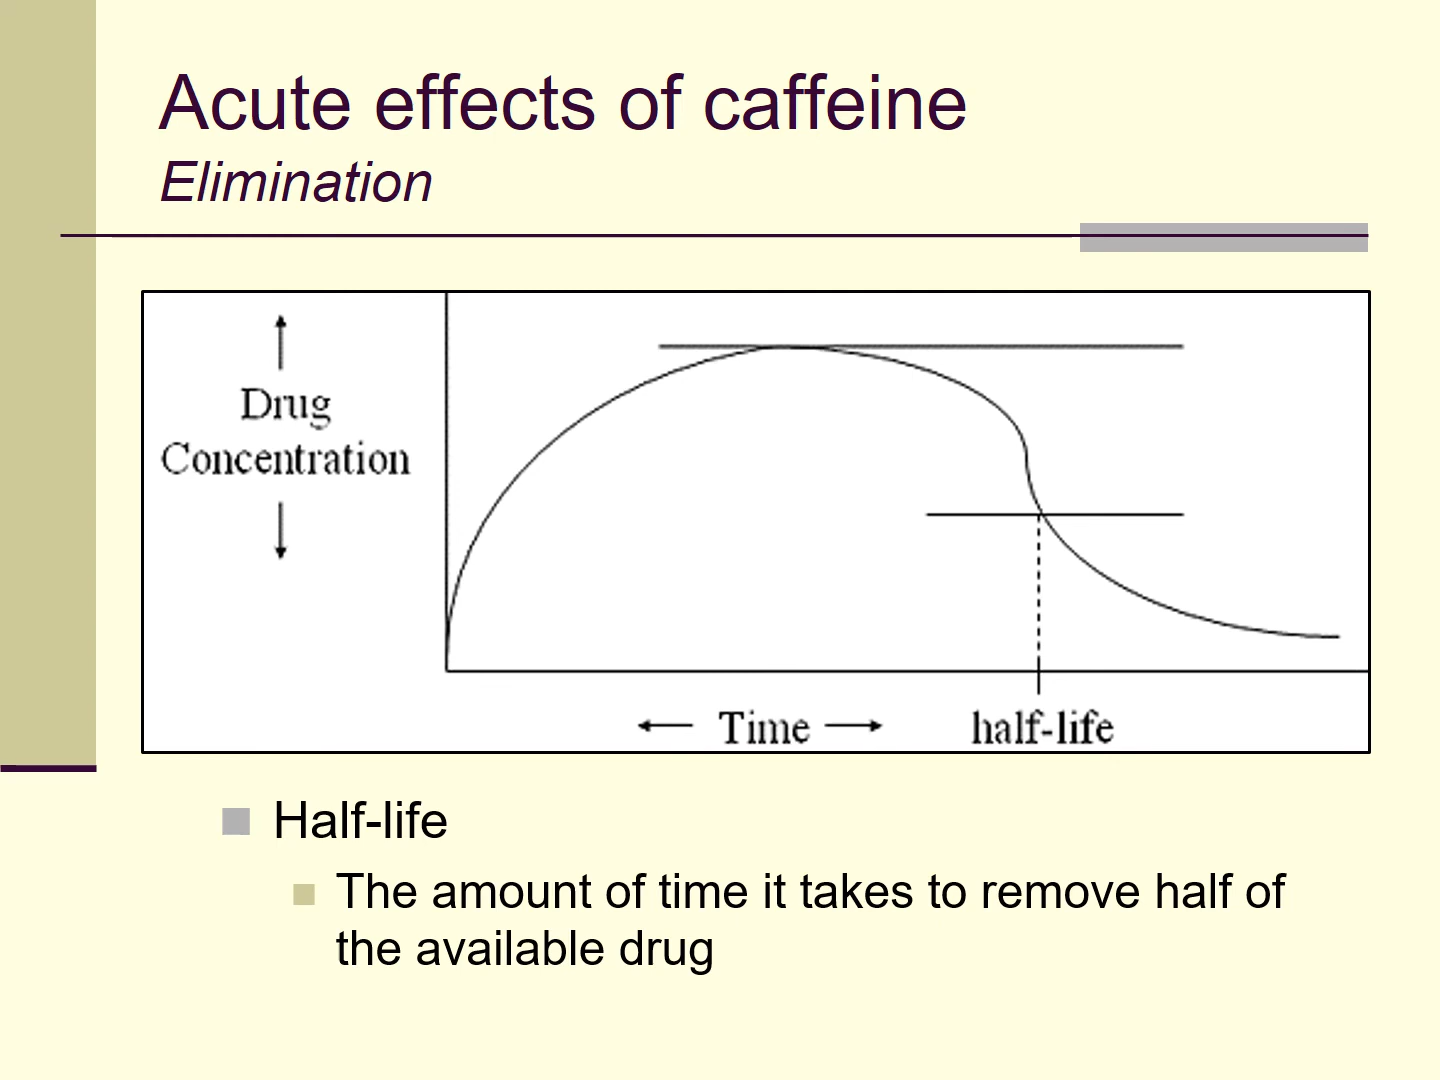 Acute effects of caffeine
Elimination
Drug
Concentration
Time
half-life
Half-life
The amount of time it takes to remove half of
the available drug